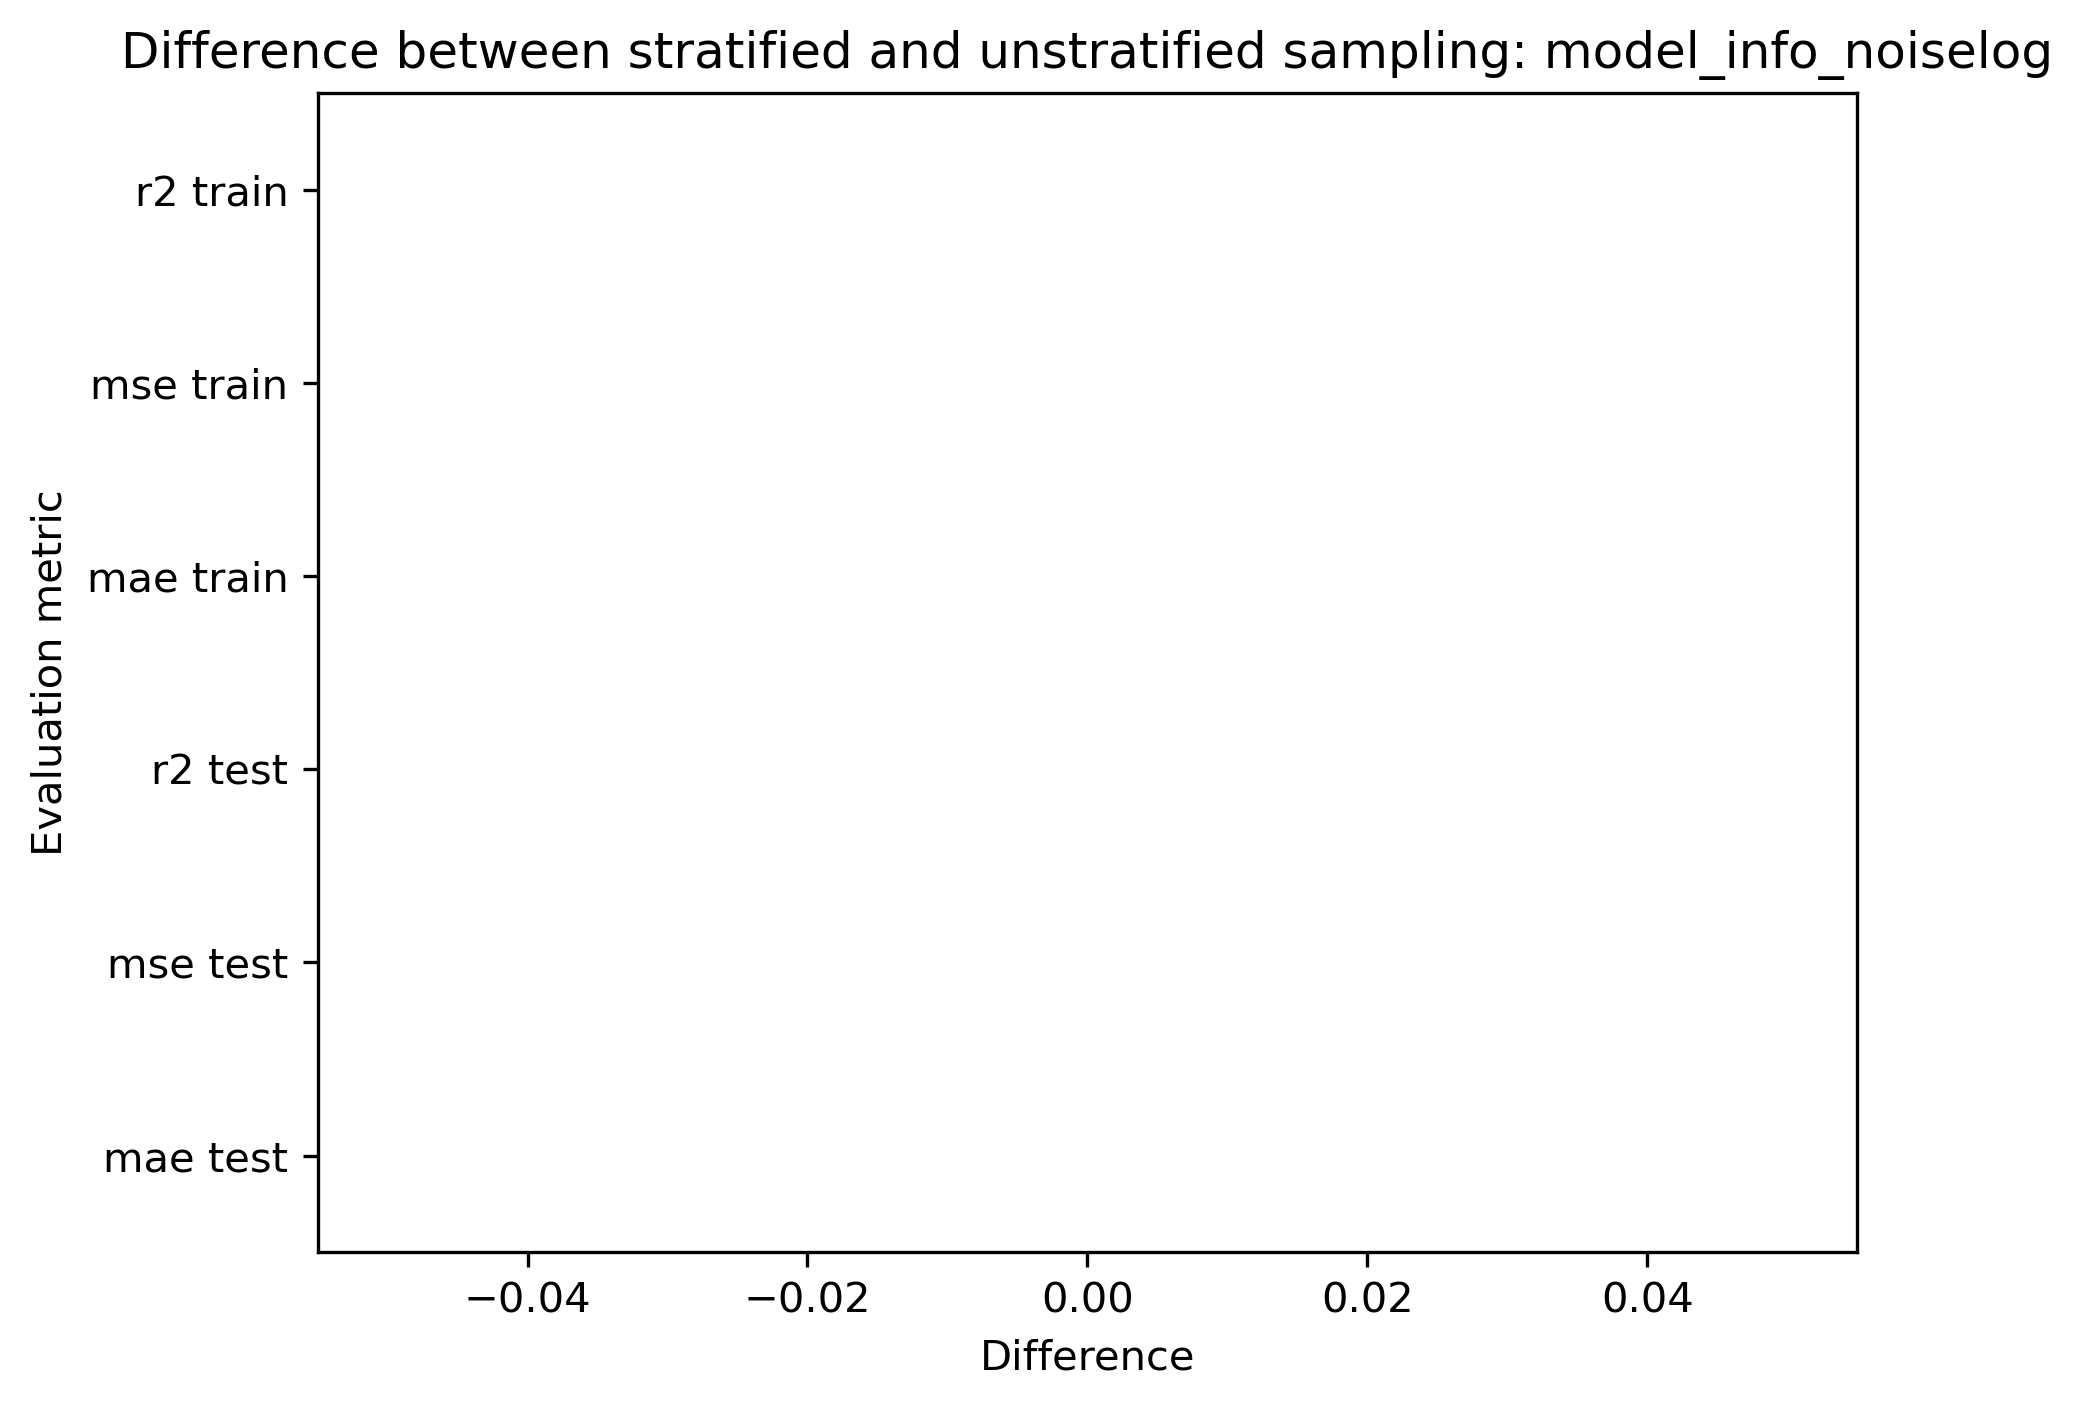 Difference between stratified and unstratified sampling: model_info_noiselog
r2 train
mse train
mae train
r2 test
mse test
mae test
Evaluation metric
−0.04
−0.02
0.00
0.02
0.04
Difference